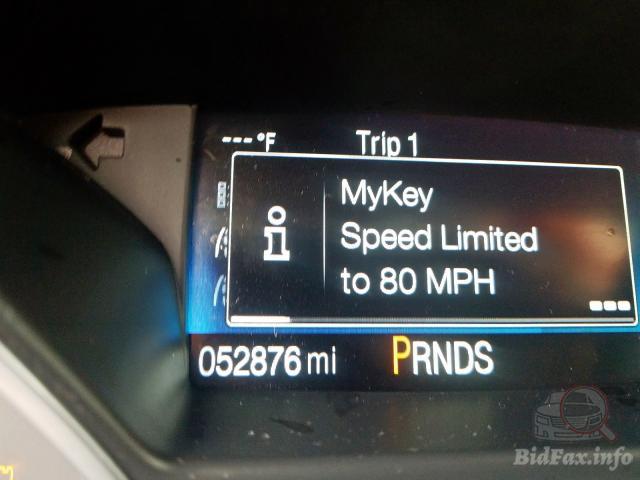 ---°F Trip 1
MyKey
Speed Limited
to 80 MPH
052876 mi PRNDS
BidFax.info